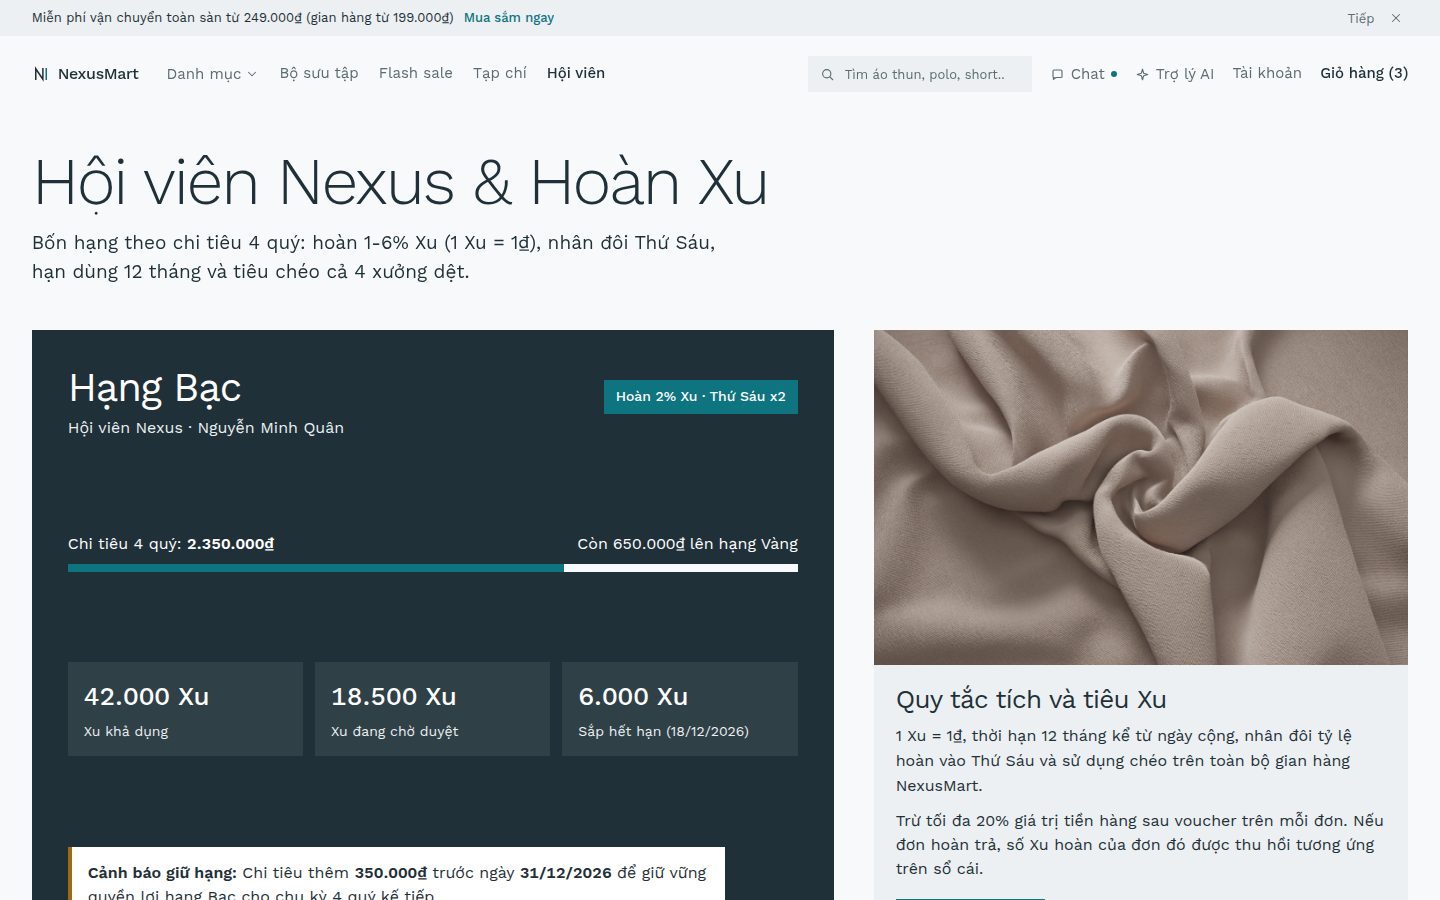 Miễn phí vận chuyển toàn sàn từ 249.000₫ (gian hàng từ 199.000₫) Mua sắm ngay
Tiếp
NexusMart
Danh mục
Bộ sưu tập
Flash sale
Tạp chí
Hội viên
Tìm áo thun, polo, short..
Chat
Trợ lý AI
Tài khoản
Giỏ hàng (3)
Hội viên Nexus & Hoàn Xu
Bốn hạng theo chi tiêu 4 quý: hoàn 1-6% Xu (1 Xu = 1₫), nhân đôi Thứ Sáu,
hạn dùng 12 tháng và tiêu chéo cả 4 xưởng dệt.
Hạng Bạc
Hội viên Nexus · Nguyễn Minh Quân
Hoàn 2% Xu · Thứ Sáu x2
Chi tiêu 4 quý: 2.350.000₫
Còn 650.000₫ lên hạng Vàng
42.000 Xu
Xu khả dụng
18.500 Xu
Xu đang chờ duyệt
6.000 Xu
Sắp hết hạn (18/12/2026)
Cảnh báo giữ hạng: Chi tiêu thêm 350.000₫ trước ngày 31/12/2026 để giữ vững
quyền lợi hạng Bạc cho chu kỳ 4 quý kế tiếp.
Quy tắc tích và tiêu Xu
1 Xu = 1₫, thời hạn 12 tháng kể từ ngày cộng, nhân đôi tỷ lệ
hoàn vào Thứ Sáu và sử dụng chéo trên toàn bộ gian hàng
NexusMart.
Trừ tối đa 20% giá trị tiền hàng sau voucher trên mỗi đơn. Nếu
đơn hoàn trả, số Xu hoàn của đơn đó được thu hồi tương ứng
trên sổ cái.